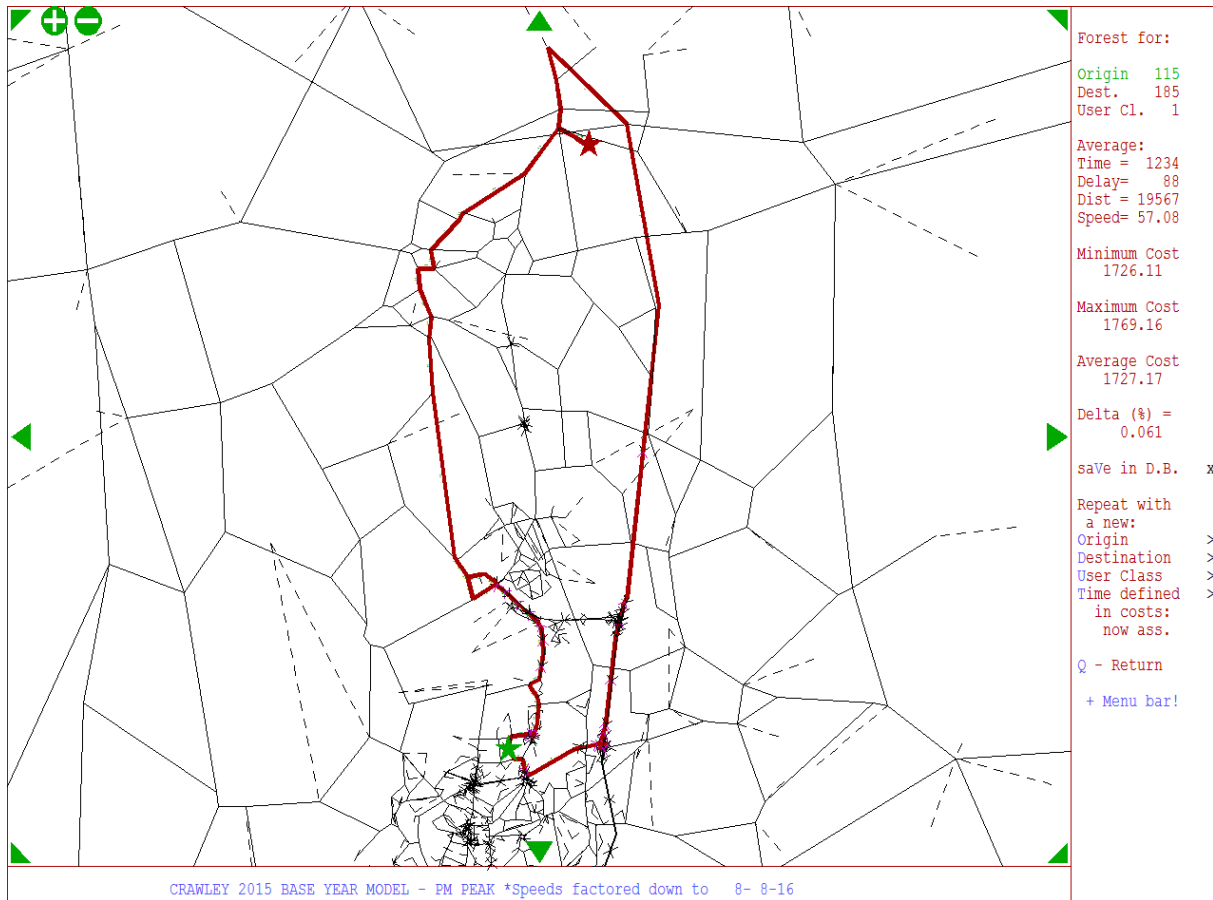 Forest for:
Origin 115
Dest. 185
User Cl. 1
Average:
Time = 1234
Delay= 88
Dist = 19567
Speed= 57.08
Minimum Cost
1726.11
Maximum Cost
1769.16
Average Cost
1727.17
Delta (%) =
0.061
saVe in D.B. x
Repeat with
a new:
Origin >
Destination >
User Class >
Time defined >
in costs:
now ass.
Q - Return
+ Menu bar!
CRAWLEY 2015 BASE YEAR MODEL - PM PEAK *Speeds factored down to 8- 8-16